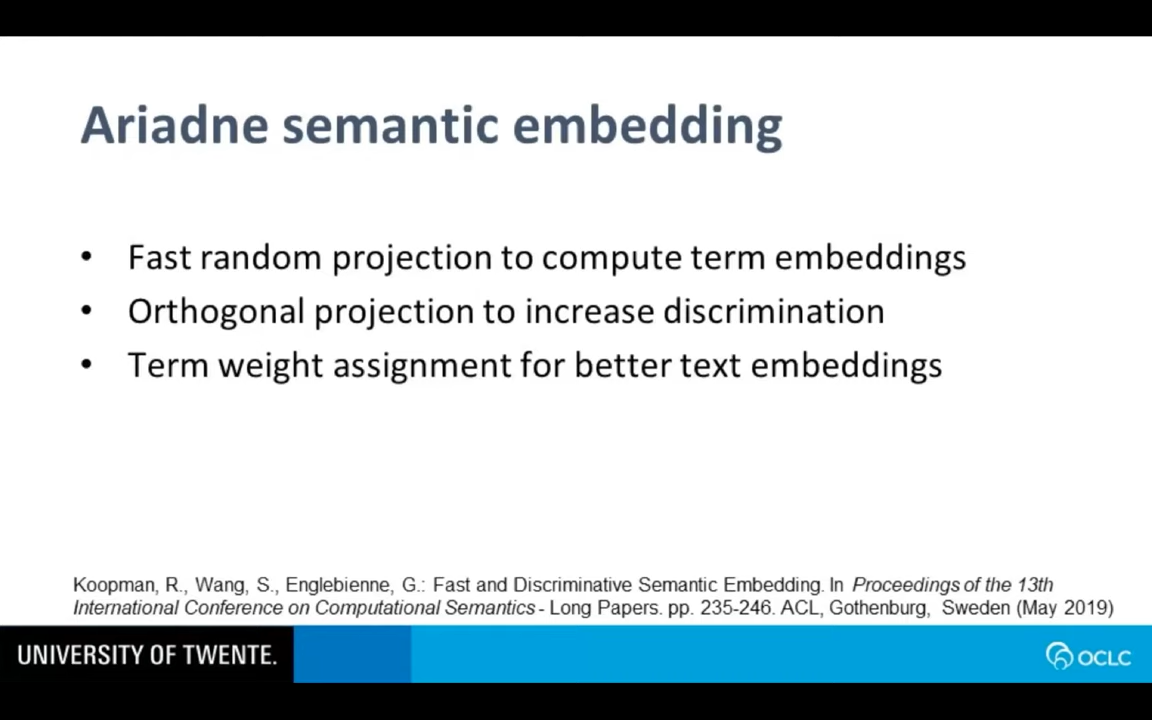 Ariadne semantic embedding
• Fast random projection to compute term embeddings
• Orthogonal projection to increase discrimination
• Term weight assignment for better text embeddings
Koopman, R., Wang, S., Englebienne, G.: Fast and Discriminative Semantic Embedding. In Proceedings of the 13th
International Conference on Computational Semantics - Long Papers. pp. 235-246. ACL, Gothenburg, Sweden (May 2019)
UNIVERSITY OF TWENTE.
OCLC